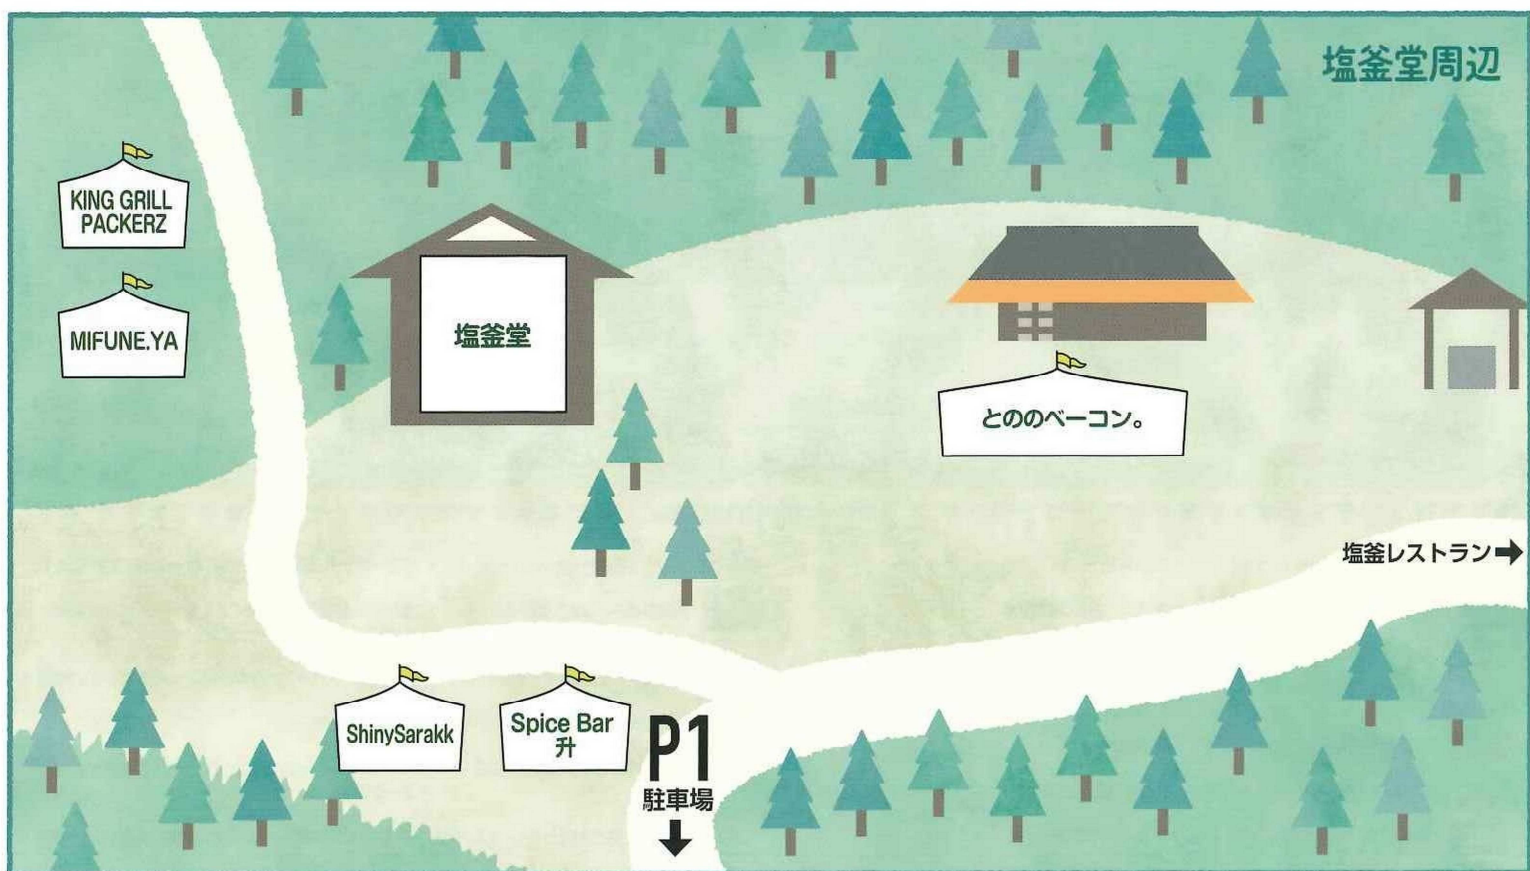 塩釜堂周辺
KING GRILL
PACKERZ
MIFUNE.YA
塩釜堂
とののベーコン。
塩釜レストラン
ShinySarakk
Spice Bar
升
P1
駐車場